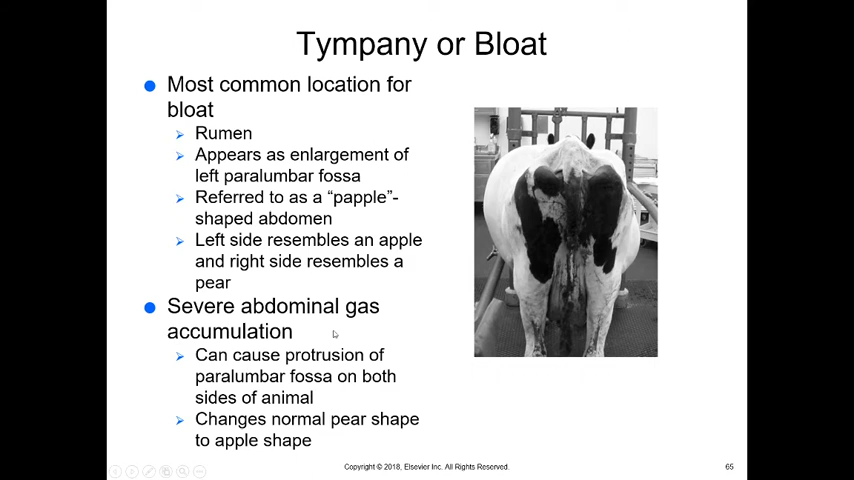 Tympany or Bloat
Most common location for
bloat
Rumen
Appears as enlargement of
left paralumbar fossa
Referred to as a “papple”-
shaped abdomen
Left side resembles an apple
and right side resembles a
pear
Severe abdominal gas
accumulation
Can cause protrusion of
paralumbar fossa on both
sides of animal
Changes normal pear shape
to apple shape
Copyright © 2018, Elsevier Inc. All Rights Reserved.
65